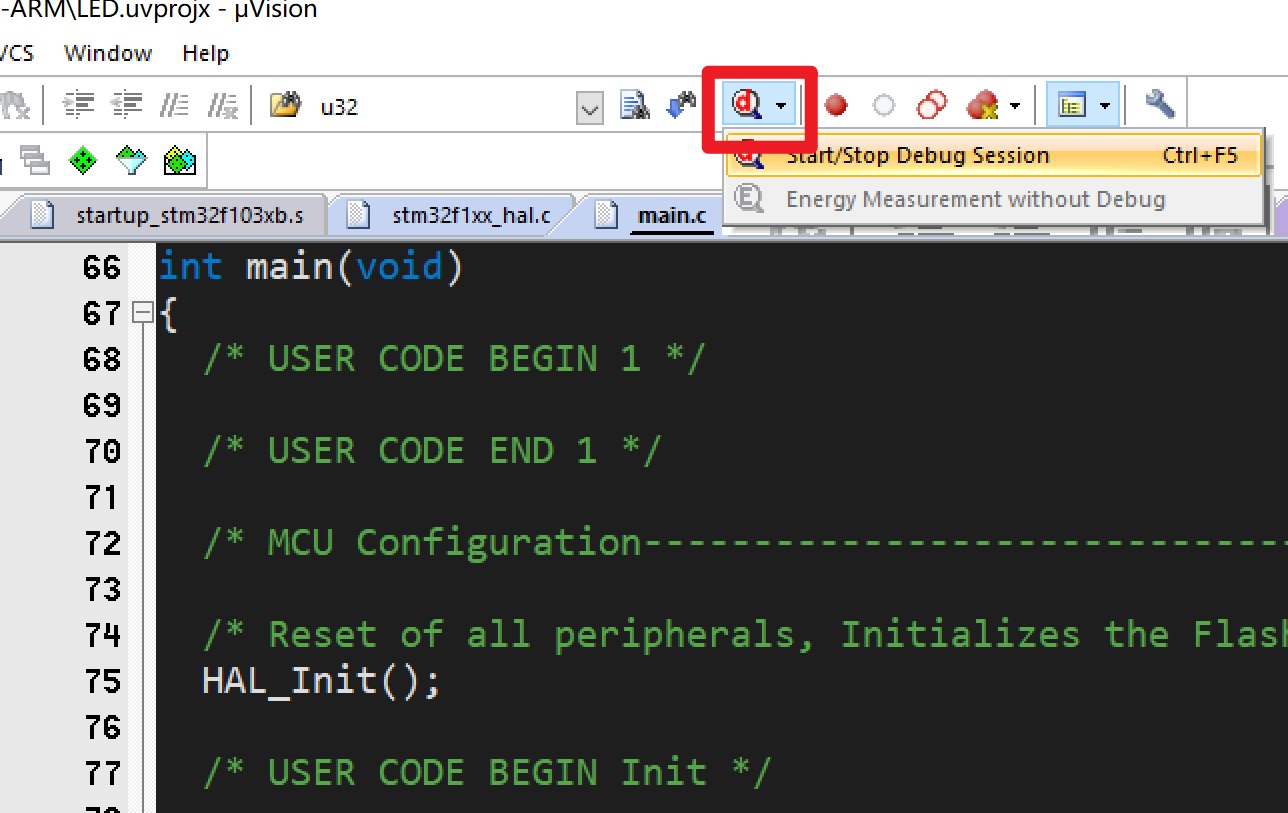 -ARM\LED.uvprojx - µVision
Window Help
u32
Start/Stop Debug Session Ctrl+F5
Energy Measurement without Debug
startup_stm32f103xb.s stm32f1xx_hal.c main.c
66 int main(void)
67 {
68 /* USER CODE BEGIN 1 */
69
70 /* USER CODE END 1 */
71
72 /* MCU Configuration------------------------------
73
74 /* Reset of all peripherals, Initializes the Flash
75 HAL_Init();
76
77 /* USER CODE BEGIN Init */